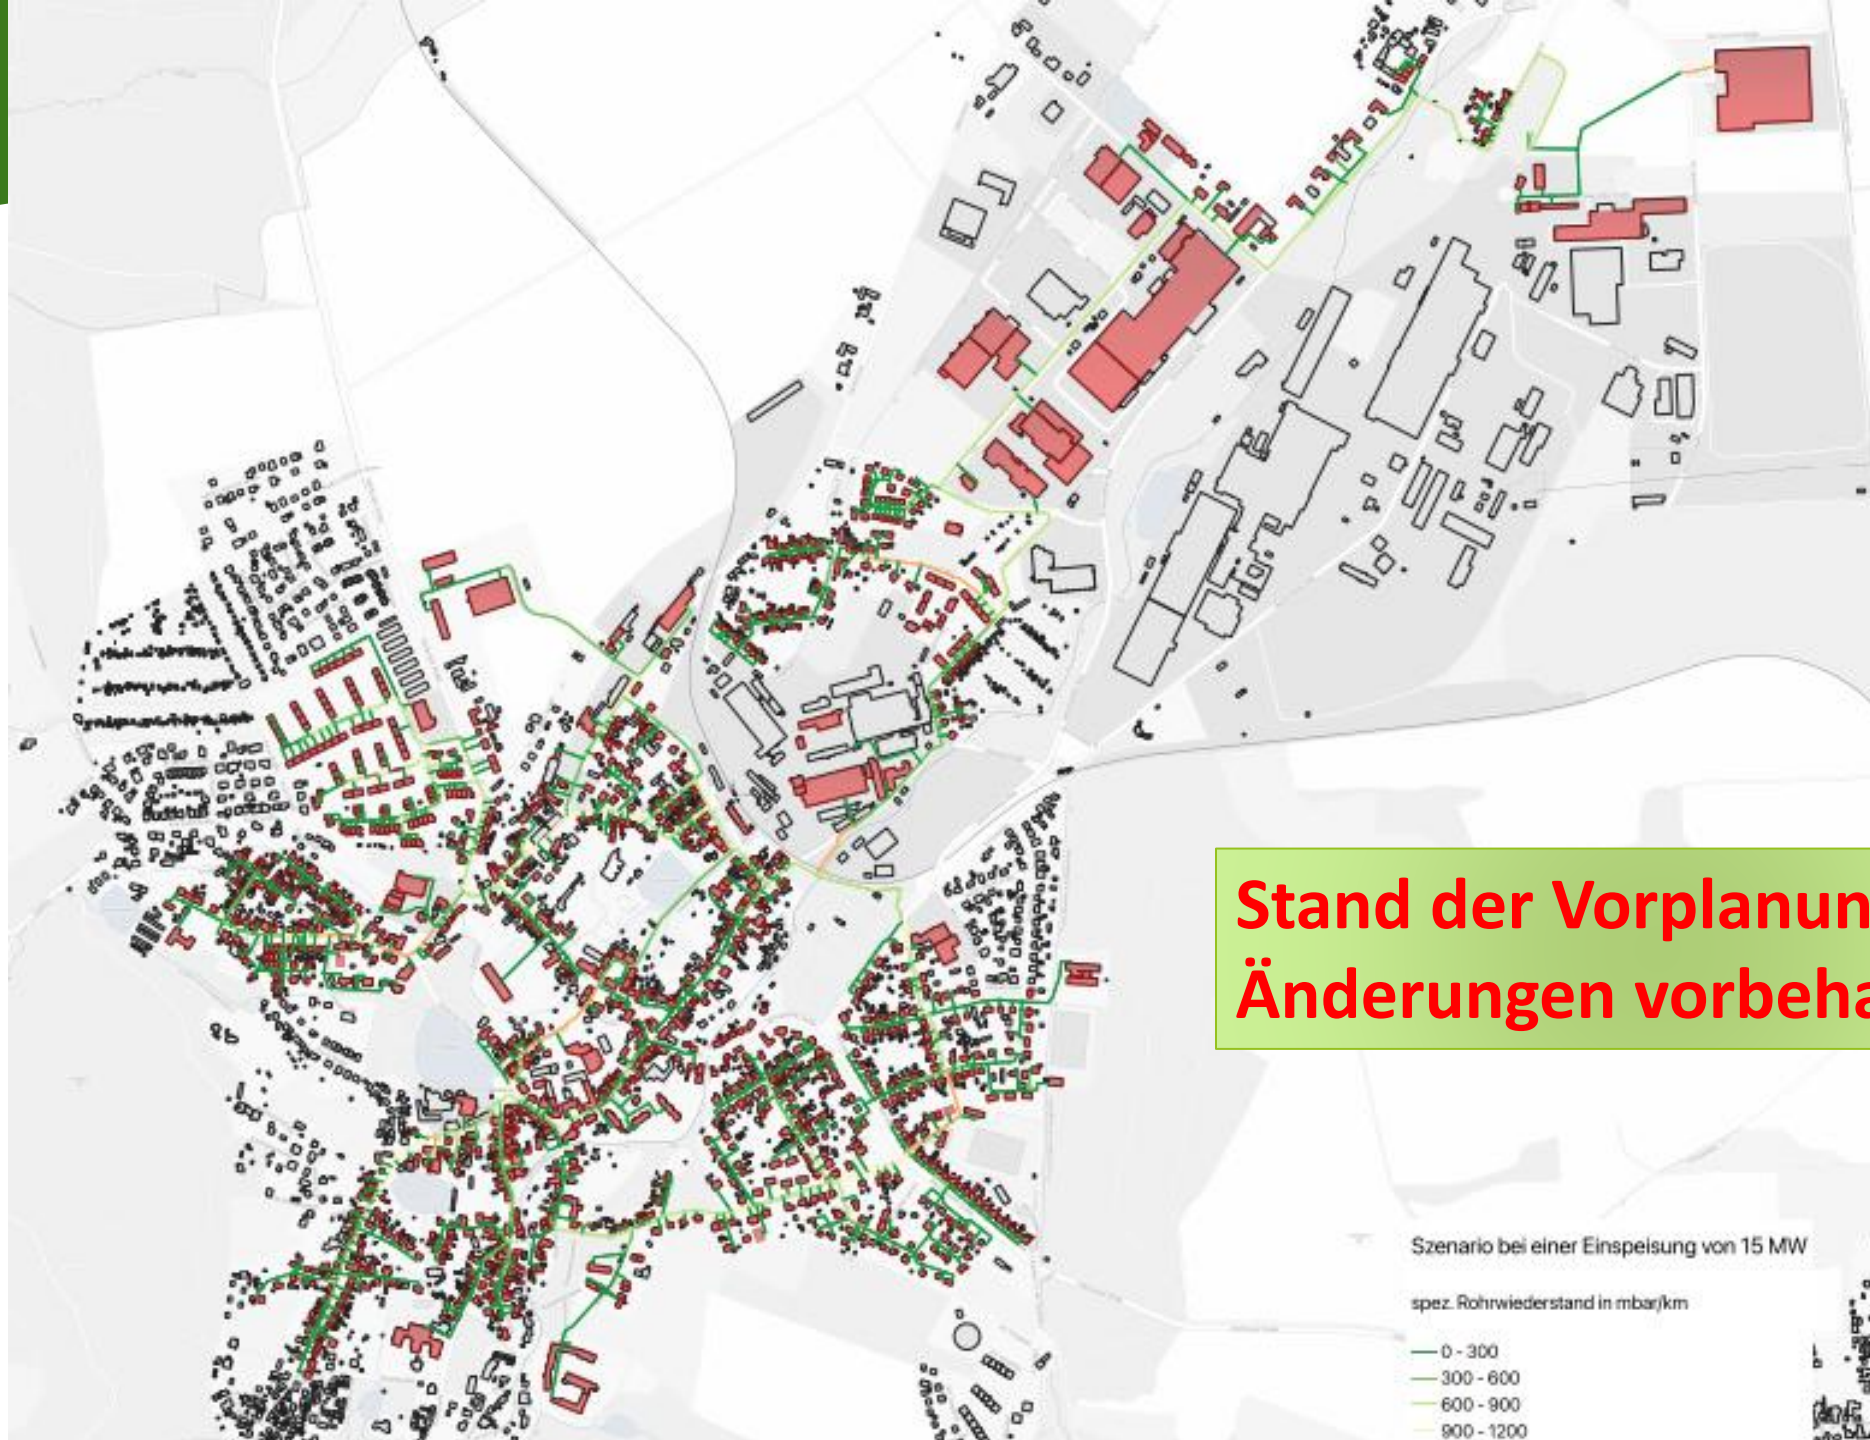 Stand der Vorplanun
Änderungen vorbeha
Szenario bei einer Einspeisung von 15 MW
spez. Rohrwiederstand in mbar/km
0 - 300
300 - 600
600 - 900
900 - 1200